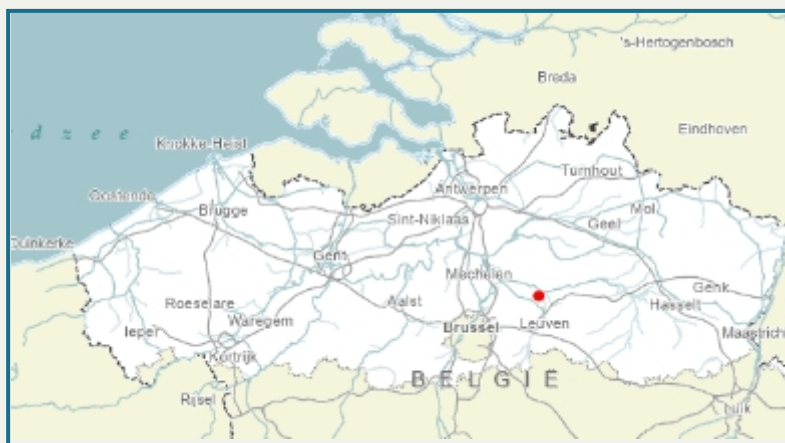 's-Hertogenbosch
Breda
Eindhoven
d z e e
Knokke-Heist
Turnhout
Antwerpen
Oostende
Mol
Brugge
Sint-Niklaas
Geel
Duinkerke
Gent
Mechelen
Genk
Roeselare
Aalst
Hasselt
Waregem
Brussel
Leuven
Ieper
Maastrich
Kortrijk
BELGIË
Rijsel
Luik